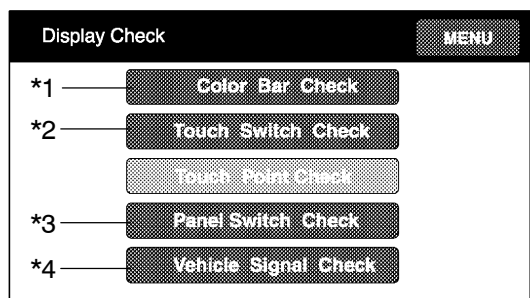 Display Check
MENU
*1 Color Bar Check
*2 Touch Switch Check
Touch Point Check
*3 Panel Switch Check
*4 Vehicle Signal Check